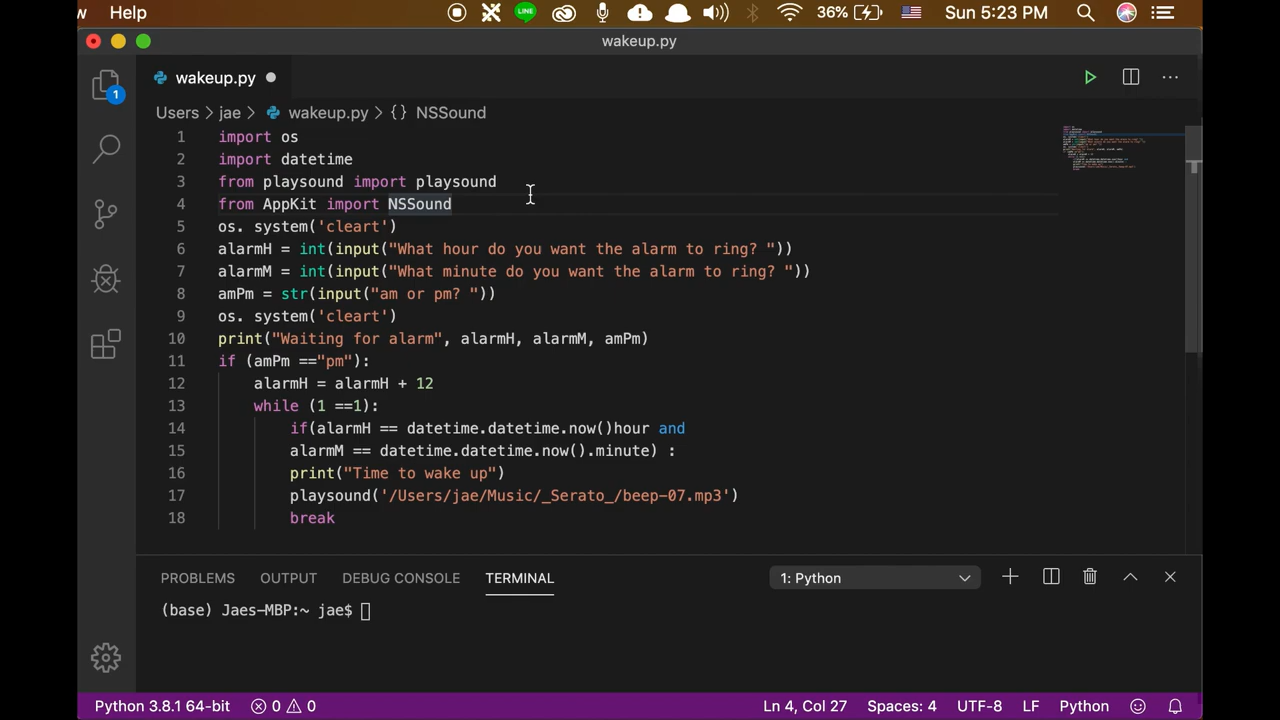 w Help 36% Sun 5:23 PM
wakeup.py
wakeup.py
Users > jae > wakeup.py > {} NSSound
1
1 import os
2 import datetime
3 from playsound import playsound
4 from AppKit import NSSound
5 os. system('cleart')
6 alarmH = int(input("What hour do you want the alarm to ring? "))
7 alarmM = int(input("What minute do you want the alarm to ring? "))
8 amPm = str(input("am or pm? "))
9 os. system('cleart')
10 print("Waiting for alarm", alarmH, alarmM, amPm)
11 if (amPm =="pm"):
12 alarmH = alarmH + 12
13 while (1 ==1):
14 if(alarmH == datetime.datetime.now()hour and
15 alarmM == datetime.datetime.now().minute) :
16 print("Time to wake up")
17 playsound('/Users/jae/Music/_Serato_/beep-07.mp3')
18 break
PROBLEMS OUTPUT DEBUG CONSOLE TERMINAL 1: Python
(base) Jaes-MBP:~ jae$
Python 3.8.1 64-bit 0 0 Ln 4, Col 27 Spaces: 4 UTF-8 LF Python